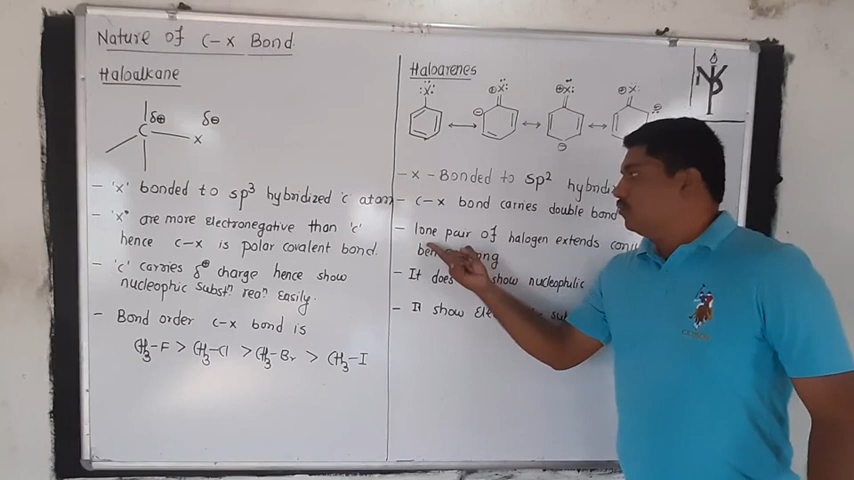 Nature of C-X Bond
Haloalkane
C δ⊕ X δ⊖
- 'X' bonded to sp³ hybridized 'c' atom
- 'X' are more electronegative than 'c'
hence C-X is polar covalent bond.
- 'C' carries δ⊕ charge hence show
nucleophic substⁿ reaⁿ Easily.
- Bond order C-X bond is
CH₃-F > CH₃-Cl > CH₃-Br > CH₃-I
Haloarenes
:Ẍ: ⊕Ẍ: ⊕Ẍ: ⊕Ẍ:
⊖ ⊖ ⊖
- X - Bonded to sp² hybridiz
- C-X bond carries double bond
- lone pair of halogen extends conj
ben ring
- It does show nucleophilic
- It show Ele sub